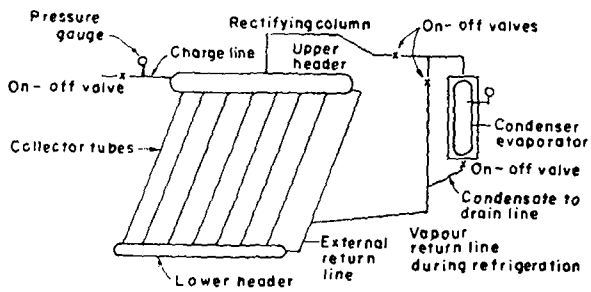 Pressure
gauge
Rectifying column
On-off valves
Charge line
Upper
header
On- off valve
Collector tubes
Condenser
evaporator
On-off valve
Condensate to
drain line
External
return
line
Vapour
return line
during refrigeration
Lower header